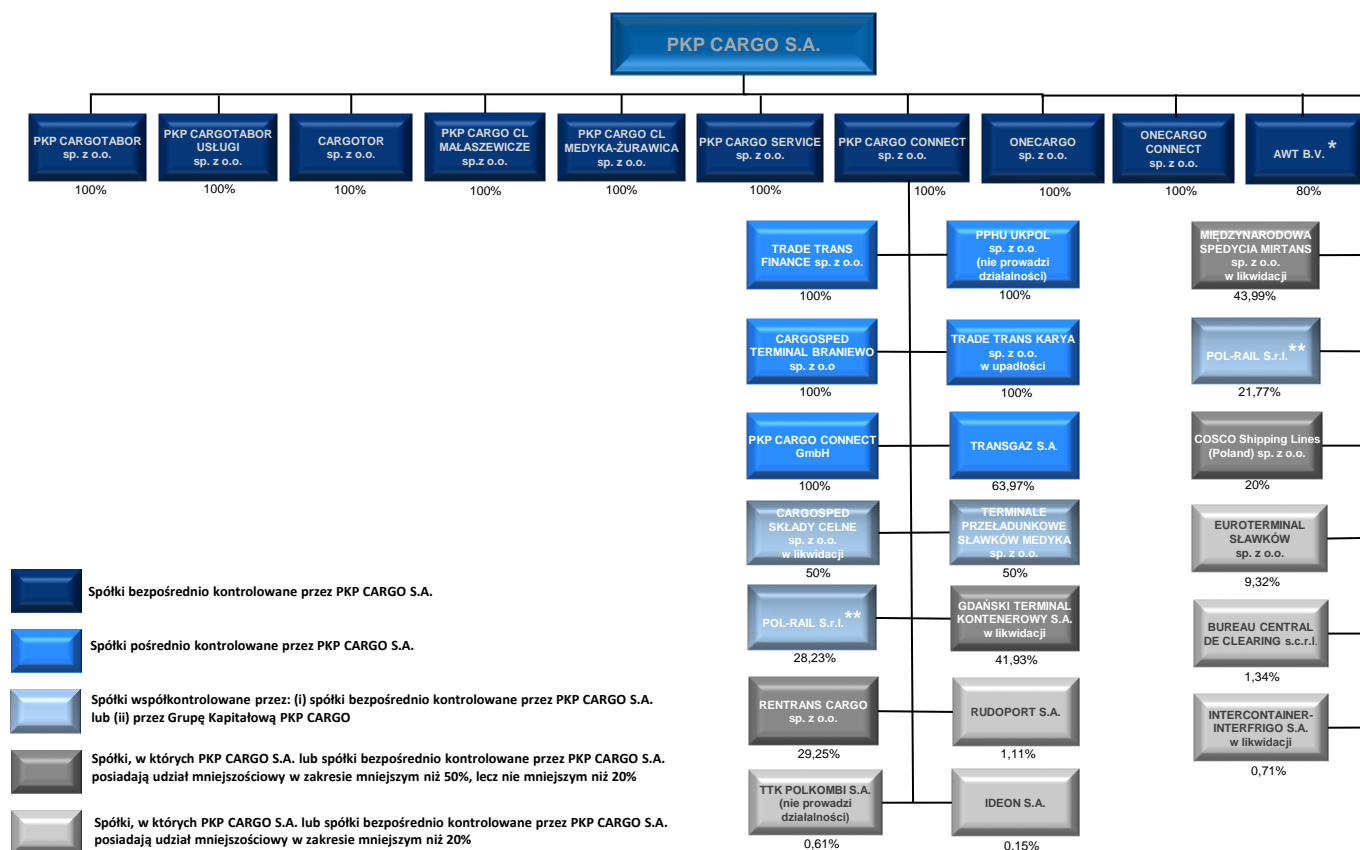 PKP CARGO S.A.
PKP CARGOTABOR
sp. z o.o.
100%
PKP CARGOTABOR
USŁUGI
sp. z o.o.
100%
CARGOTOR
sp. z o.o.
100%
PKP CARGO CL
MAŁASZEWICZE
sp.z o.o.
100%
PKP CARGO CL
MEDYKA-ŻURAWICA
sp. z o.o.
100%
PKP CARGO SERVICE
sp. z o.o.
100%
PKP CARGO CONNECT
sp. z o.o.
100%
ONECARGO
sp. z o.o.
100%
ONECARGO
CONNECT
sp. z o.o.
100%
AWT B.V. *
80%
TRADE TRANS
FINANCE sp. z o.o.
100%
PPHU UKPOL
sp. z o.o.
(nie prowadzi
działalności)
100%
MIĘDZYNARODOWA
SPEDYCIA MIRTANS
sp. z o.o.
w likwidacji
43,99%
CARGOSPED
TERMINAL BRANIEWO
sp. z o.o
100%
TRADE TRANS KARYA
sp. z o.o.
w upadłości
100%
POL-RAIL S.r.l. **
21,77%
PKP CARGO CONNECT
GmbH
100%
TRANSGAZ S.A.
63,97%
COSCO Shipping Lines
(Poland) sp. z o.o.
20%
CARGOSPED
SKŁADY CELNE
sp. z o.o.
w likwidacji
50%
TERMINALE
PRZEŁADUNKOWE
SŁAWKÓW MEDYKA
sp. z o.o.
50%
EUROTERMINAL
SŁAWKÓW
sp. z o.o.
9,32%
POL-RAIL S.r.l. **
28,23%
GDAŃSKI TERMINAL
KONTENEROWY S.A.
w likwidacji
41,93%
BUREAU CENTRAL
DE CLEARING s.c.r.l.
1,34%
RENTRANS CARGO
sp. z o.o.
29,25%
RUDOPORT S.A.
1,11%
INTERCONTAINER-
INTERFRIGO S.A.
w likwidacji
0,71%
TTK POLKOMBI S.A.
(nie prowadzi
działalności)
0,61%
IDEON S.A.
0,15%
Spółki bezpośrednio kontrolowane przez PKP CARGO S.A.
Spółki pośrednio kontrolowane przez PKP CARGO S.A.
Spółki współkontrolowane przez: (i) spółki bezpośrednio kontrolowane przez PKP CARGO S.A.
lub (ii) przez Grupę Kapitałową PKP CARGO
Spółki, w których PKP CARGO S.A. lub spółki bezpośrednio kontrolowane przez PKP CARGO S.A.
posiadają udział mniejszościowy w zakresie mniejszym niż 50%, lecz nie mniejszym niż 20%
Spółki, w których PKP CARGO S.A. lub spółki bezpośrednio kontrolowane przez PKP CARGO S.A.
posiadają udział mniejszościowy w zakresie mniejszym niż 20%